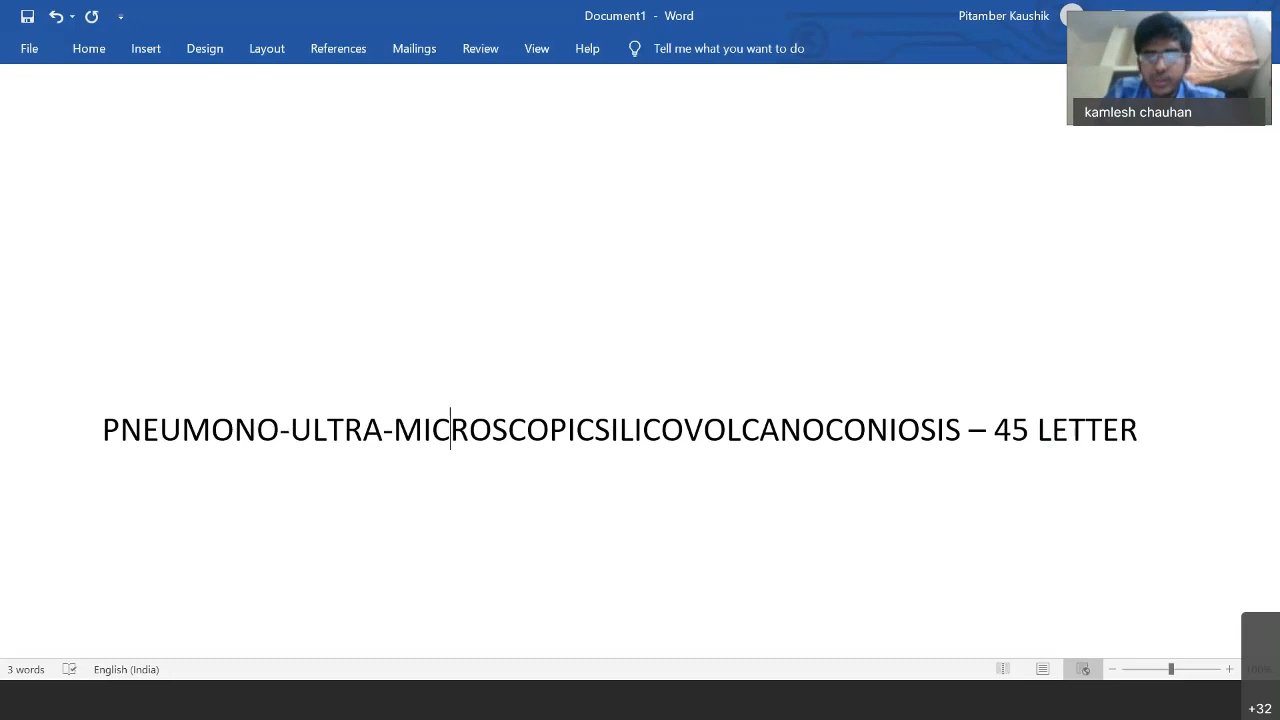 Document1 - Word
Pitamber Kaushik
File Home Insert Design Layout References Mailings Review View Help Tell me what you want to do
kamlesh chauhan
PNEUMONO-ULTRA-MICROSCOPICSILICOVOLCANOCONIOSIS – 45 LETTER
3 words English (India)
+32